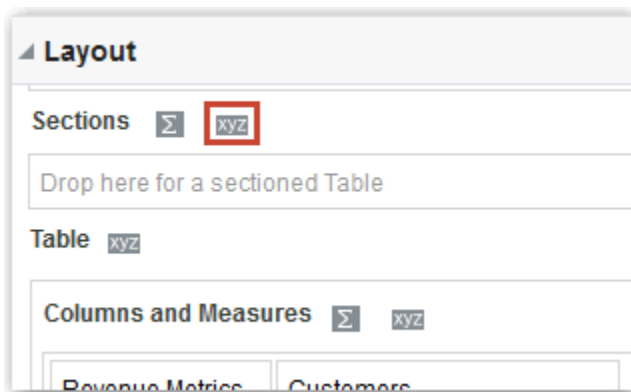 Layout
Sections Σ xyz
Drop here for a sectioned Table
Table xyz
Columns and Measures Σ xyz
Revenue Metrics Customers